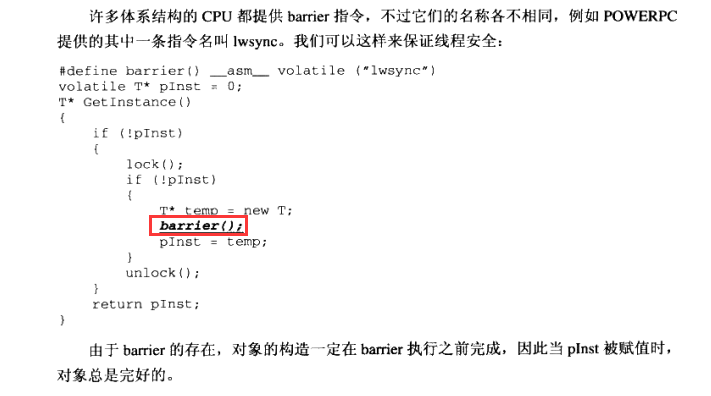 许多体系结构的 CPU 都提供 barrier 指令，不过它们的名称各不相同，例如 POWERPC
提供的其中一条指令名叫 lwsync。我们可以这样来保证线程安全：
#define barrier() __asm__ volatile ("lwsync")
volatile T* pInst = 0;
T* GetInstance()
{
if (!pInst)
{
lock();
if (!pInst)
{
T* temp = new T;
barrier();
pInst = temp;
}
unlock();
}
return pInst;
}
由于 barrier 的存在，对象的构造一定在 barrier 执行之前完成，因此当 pInst 被赋值时，
对象总是完好的。